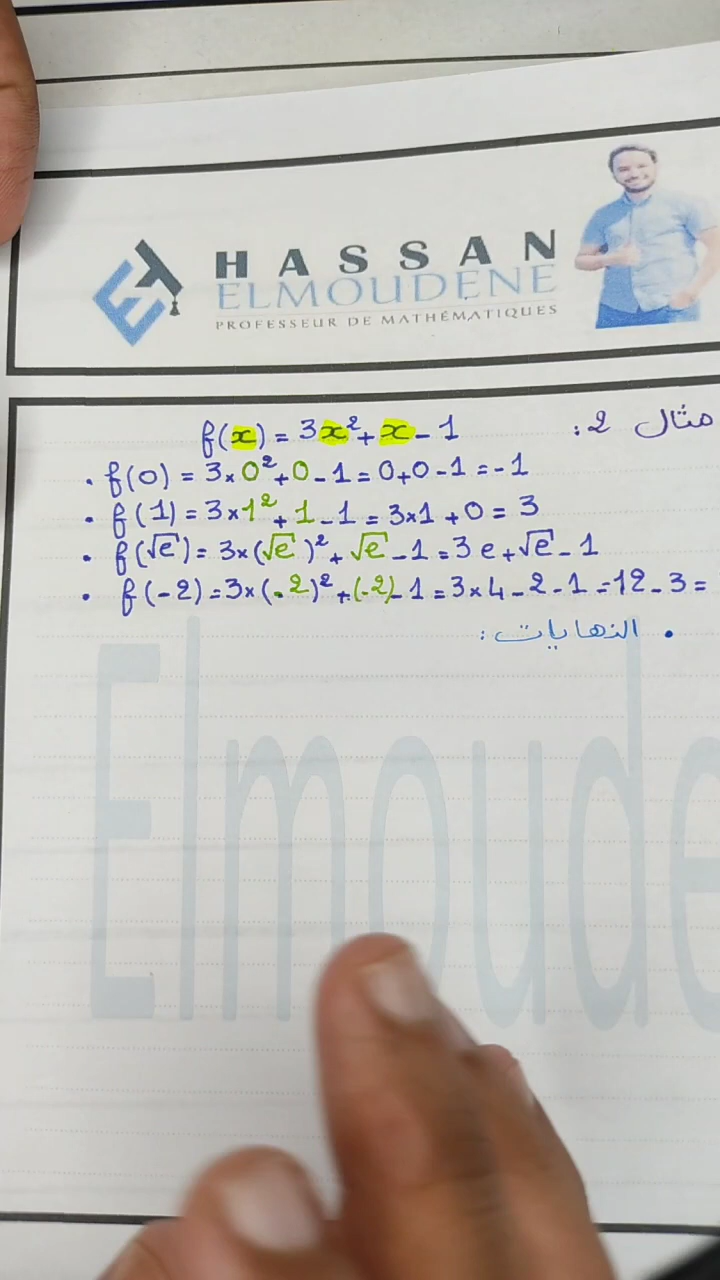 HASSAN
ELMOUDENE
PROFESSEUR DE MATHÉMATIQUES
مثال 2: f(x) = 3x² + x - 1
• f(0) = 3×0² + 0 - 1 = 0 + 0 - 1 = -1
• f(1) = 3×1² + 1 - 1 = 3×1 + 0 = 3
• f(√e) = 3×(√e)² + √e - 1 = 3e + √e - 1
• f(-2) = 3×(-2)² + (-2) - 1 = 3×4 - 2 - 1 = 12 - 3 =
• النهايات:
Elmoude